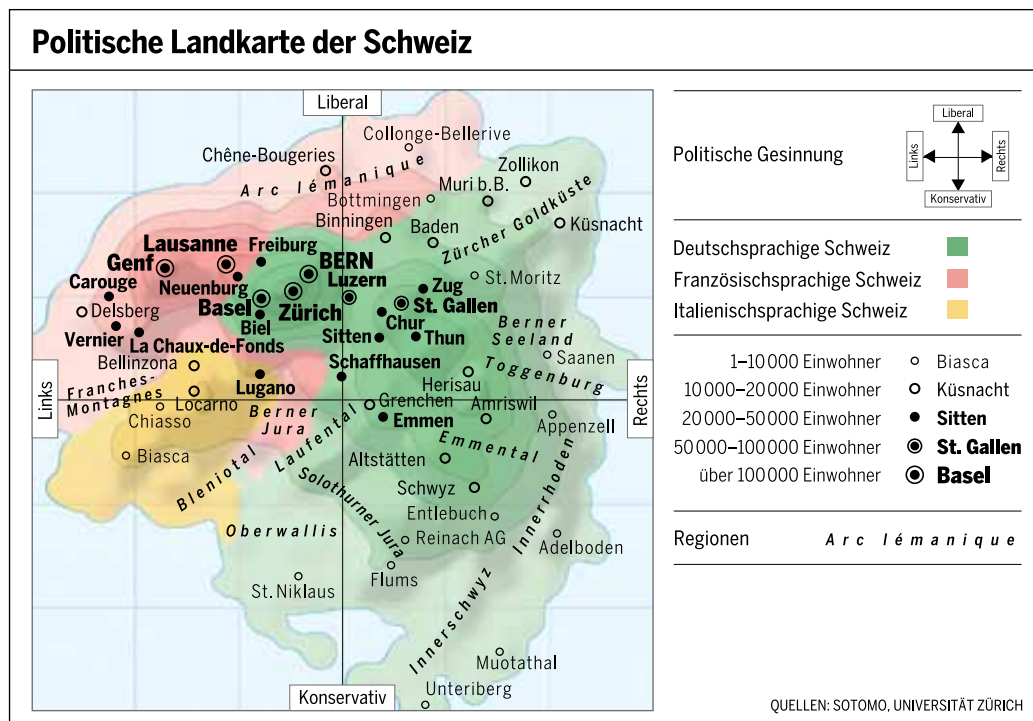 Politische Landkarte der Schweiz
Liberal
Collonge-Bellerive
Chêne-Bougeries
Arc lémanique
Zollikon
Muri b.B.
Bottmingen
Binningen
Baden
Zürcher Goldküste
Küsnacht
Lausanne
Freiburg
Genf
BERN
Neuenburg
Luzern
St. Moritz
Carouge
Zug
Delsberg
Basel
Zürich
St. Gallen
Biel
Chur
Vernier
La Chaux-de-Fonds
Sitten
Thun
Berner
Seeland
Saanen
Bellinzona
Schaffhausen
Toggenburg
Franches-
Montagnes
Lugano
Herisau
Links
Rechts
Locarno
Chiasso
Berner
Jura
Grenchen
Emmen
Amriswil
Appenzell
Laufental
Emmental
Biasca
Bleniotal
Altstätten
Solothurner Jura
Schwyz
Innerrhoden
Entlebuch
Oberwallis
Reinach AG
Adelboden
Flums
St. Niklaus
Innerschwyz
Muotathal
Konservativ
Unteriberg
Politische Gesinnung
Liberal
Links
Rechts
Konservativ
Deutschsprachige Schweiz
Französischsprachige Schweiz
Italienischsprachige Schweiz
1–10 000 Einwohner Biasca
10 000–20 000 Einwohner Küsnacht
20 000–50 000 Einwohner Sitten
50 000–100 000 Einwohner St. Gallen
über 100 000 Einwohner Basel
Regionen Arc lémanique
QUELLEN: SOTOMO, UNIVERSITÄT ZÜRICH